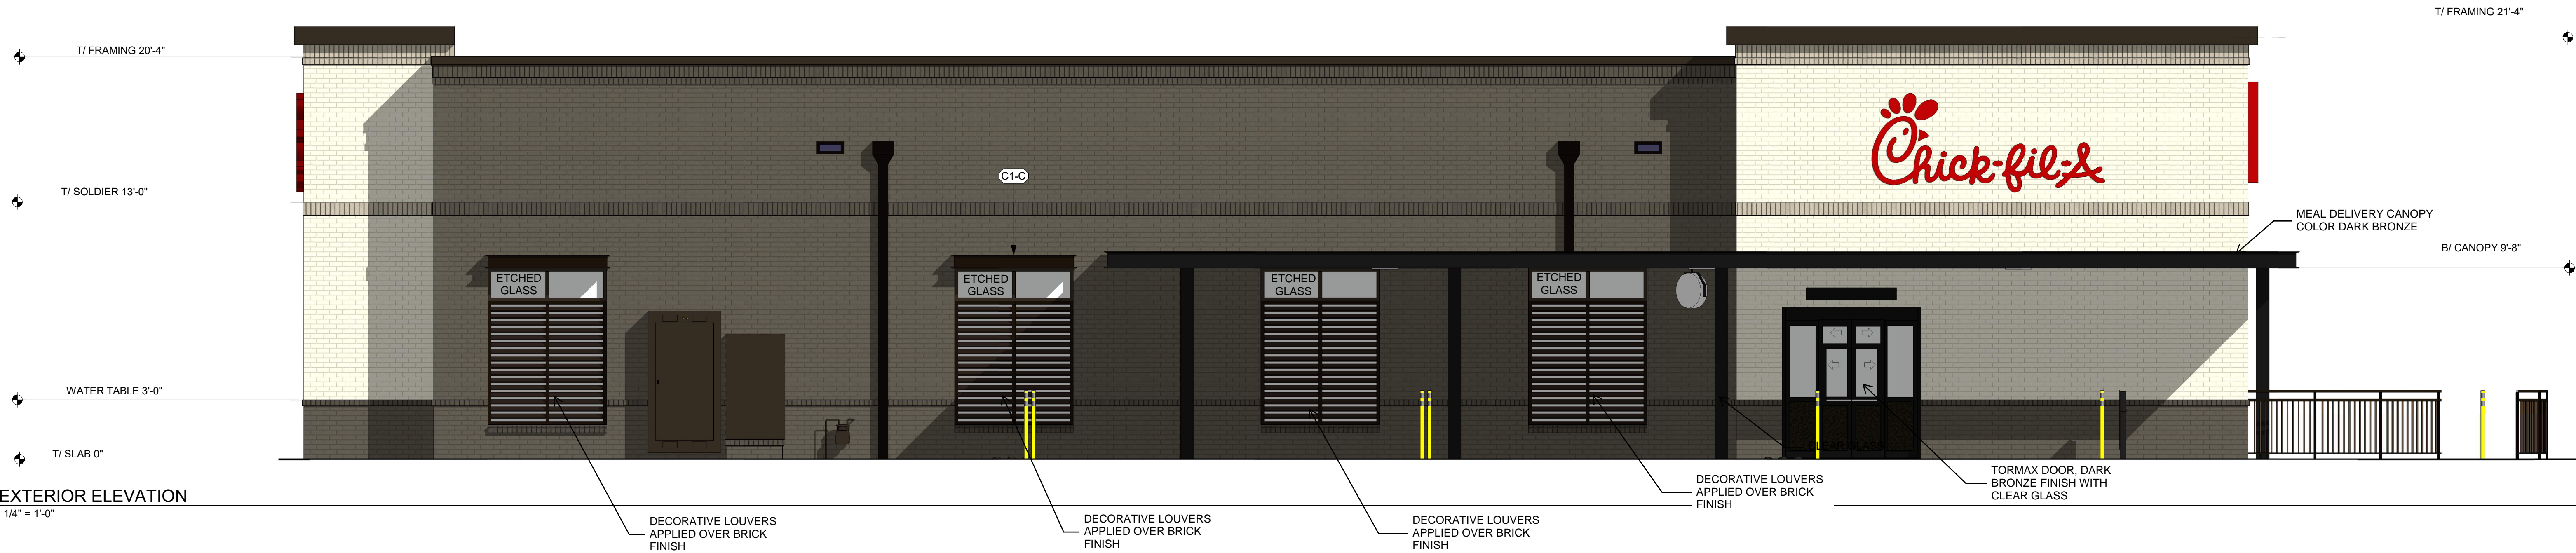 T/ FRAMING 21'-4"
T/ FRAMING 20'-4"
Chick-fil-A
C1-C
T/ SOLDIER 13'-0"
MEAL DELIVERY CANOPY
COLOR DARK BRONZE
B/ CANOPY 9'-8"
ETCHED
GLASS
ETCHED
GLASS
ETCHED
GLASS
ETCHED
GLASS
WATER TABLE 3'-0"
CLEAR GLASS
T/ SLAB 0"
TORMAX DOOR, DARK
BRONZE FINISH WITH
CLEAR GLASS
DECORATIVE LOUVERS
APPLIED OVER BRICK
FINISH
EXTERIOR ELEVATION
1/4" = 1'-0"
DECORATIVE LOUVERS
APPLIED OVER BRICK
FINISH
DECORATIVE LOUVERS
APPLIED OVER BRICK
FINISH
DECORATIVE LOUVERS
APPLIED OVER BRICK
FINISH